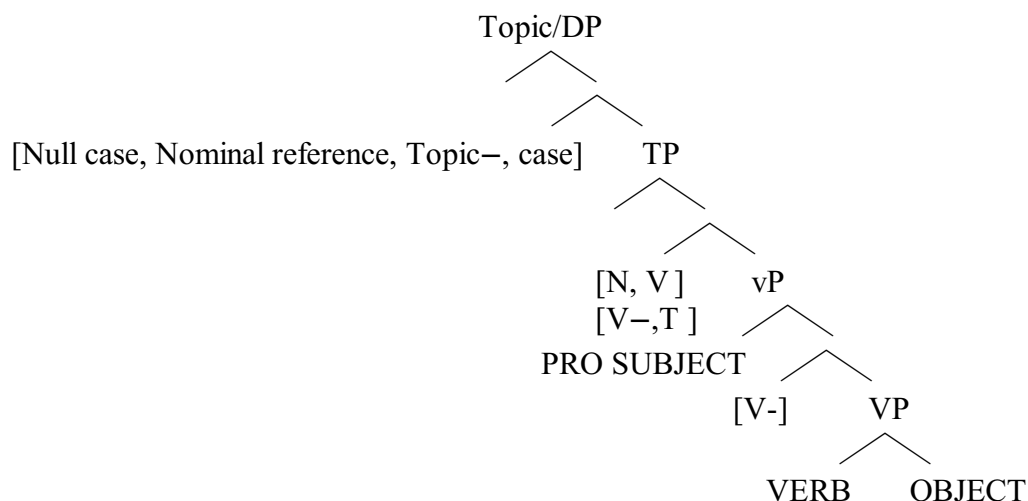 Topic/DP
[Null case, Nominal reference, Topic−, case] TP
[N, V ] vP
[V−,T ]
PRO SUBJECT
[V-] VP
VERB OBJECT